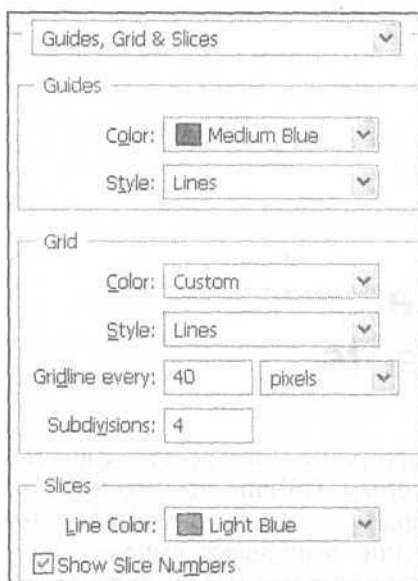 Guides, Grid & Slices
Guides
Color: Medium Blue
Style: Lines
Grid
Color: Custom
Style: Lines
Gridline every: 40 pixels
Subdivisions: 4
Slices
Line Color: Light Blue
Show Slice Numbers